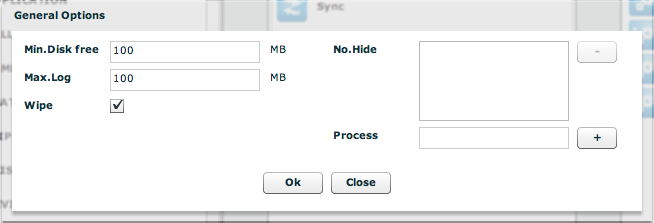 Sync
General Options
Min.Disk free 100 MB No.Hide -
Max.Log 100 MB
Wipe
Process +
Ok Close